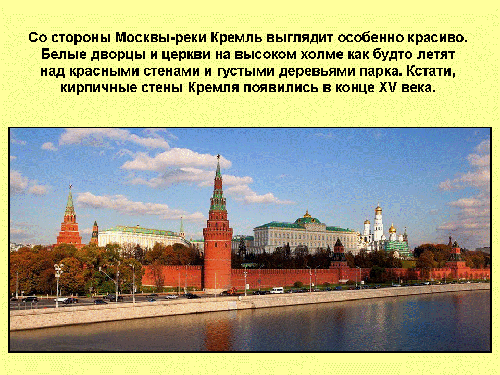 Со стороны Москвы-реки Кремль выглядит особенно красиво.
Белые дворцы и церкви на высоком холме как будто летят
над красными стенами и густыми деревьями парка. Кстати,
кирпичные стены Кремля появились в конце XV века.